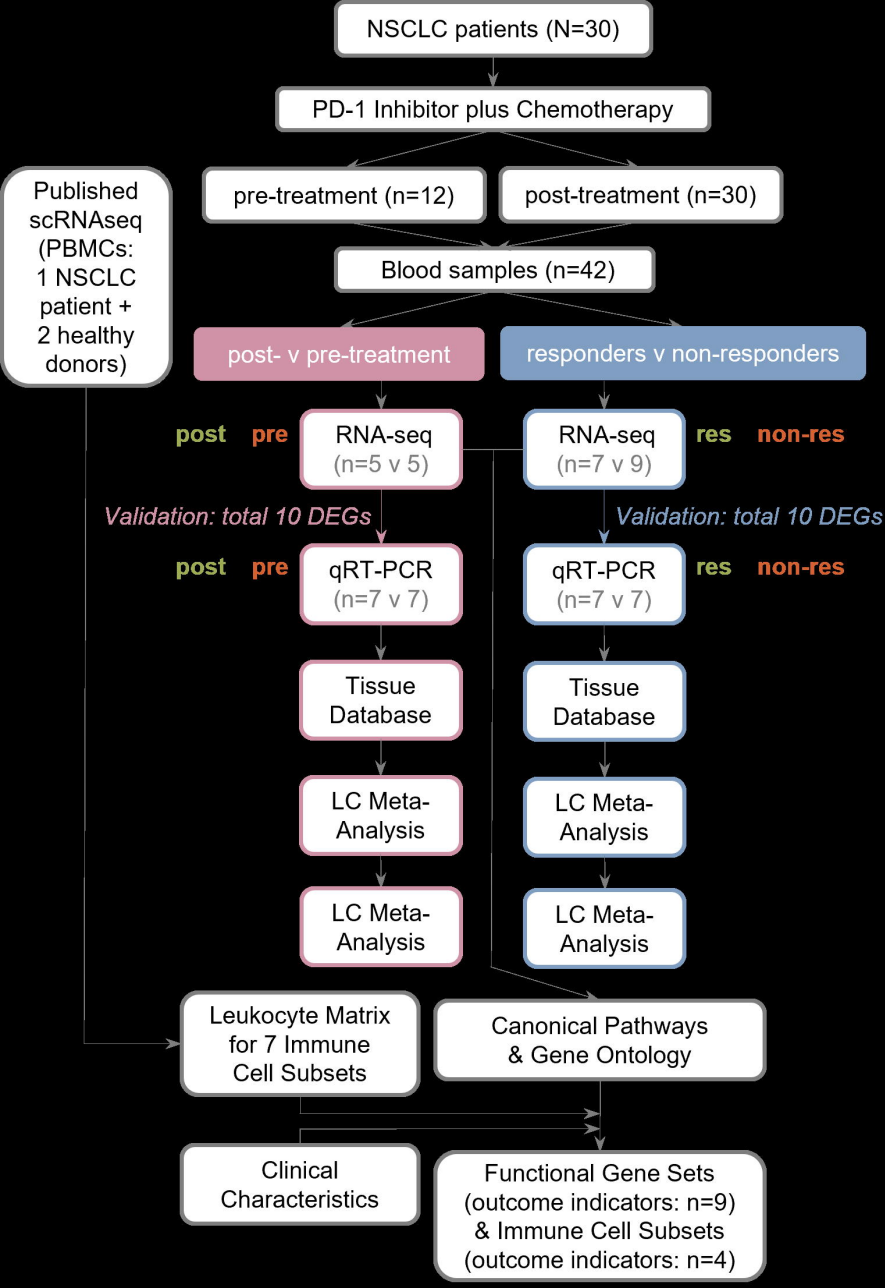 NSCLC patients (N=30)
PD-1 Inhibitor plus Chemotherapy
Published
scRNAseq
(PBMCs:
1 NSCLC
patient +
2 healthy
donors)
pre-treatment (n=12)
post-treatment (n=30)
Blood samples (n=42)
post- v pre-treatment
responders v non-responders
post pre
RNA-seq
(n=5 v 5)
RNA-seq
(n=7 v 9)
res non-res
Validation: total 10 DEGs
Validation: total 10 DEGs
post pre
qRT-PCR
(n=7 v 7)
qRT-PCR
(n=7 v 7)
res non-res
Tissue
Database
Tissue
Database
LC Meta-
Analysis
LC Meta-
Analysis
LC Meta-
Analysis
LC Meta-
Analysis
Leukocyte Matrix
for 7 Immune
Cell Subsets
Canonical Pathways
& Gene Ontology
Clinical
Characteristics
Functional Gene Sets
(outcome indicators: n=9)
& Immune Cell Subsets
(outcome indicators: n=4)